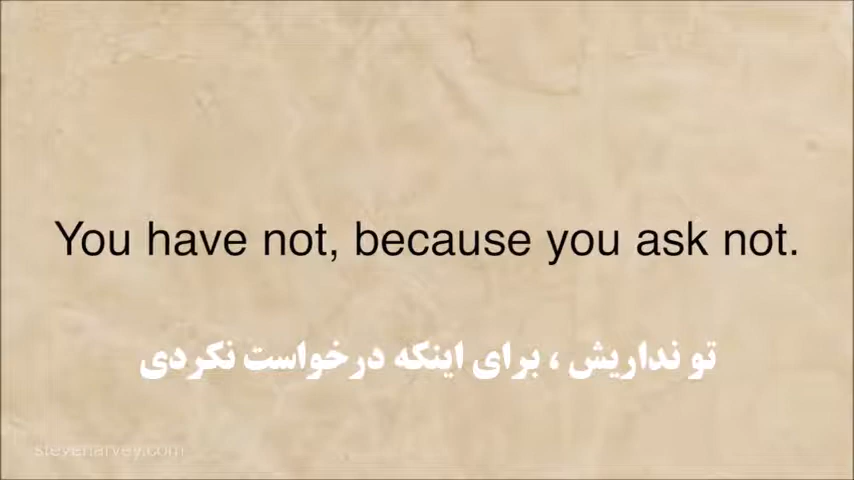 You have not, because you ask not.
تو نداریش ، برای اینکه درخواست نکردی
steveharvey.com